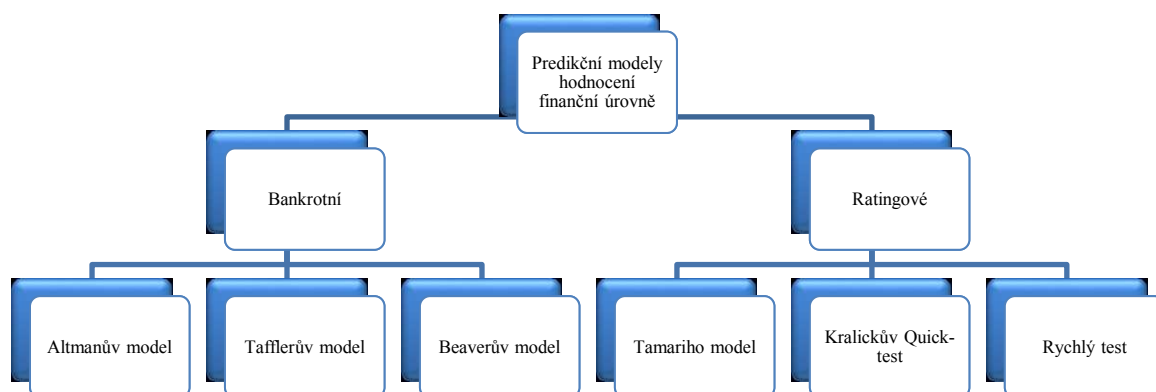 Predikční modely
hodnocení
finanční úrovně
Bankrotní
Ratingové
Altmanův model
Tafflerův model
Beaverův model
Tamariho model
Kralickův Quick-
test
Rychlý test